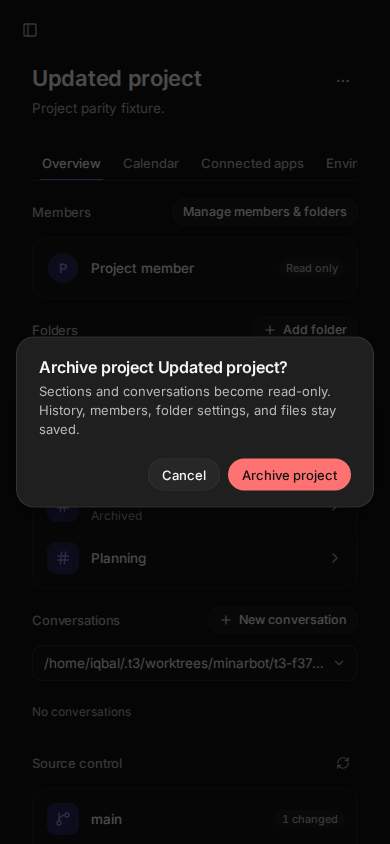 Updated project
Project parity fixture.
Overview
Calendar
Connected apps
Envir
Members
Manage members & folders
P
Project member
Read only
Folders
Add folder
Archive project Updated project?
Sections and conversations become read-only.
History, members, folder settings, and files stay
saved.
Cancel
Archive project
Archived
Planning
Conversations
New conversation
/home/iqbal/.t3/worktrees/minarbot/t3-f37...
No conversations
Source control
main
1 changed